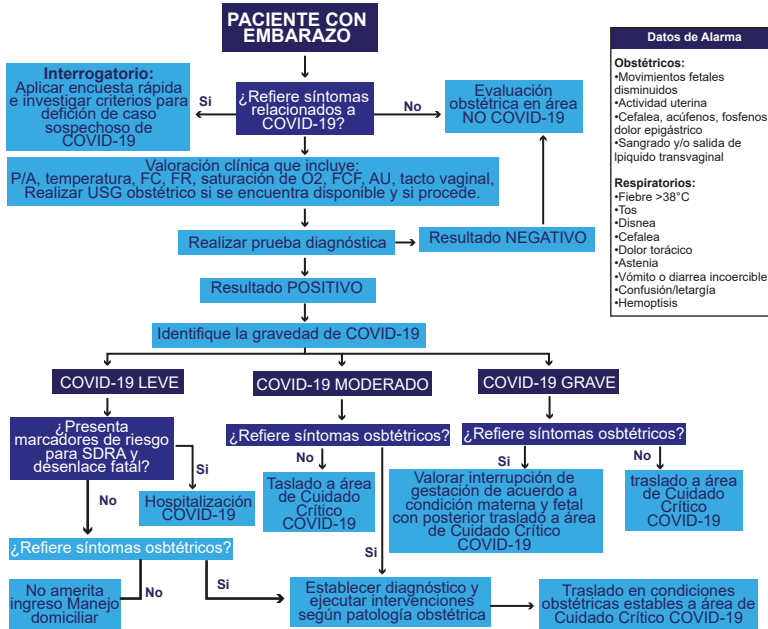 PACIENTE CON
EMBARAZO
Interrogatorio:
Aplicar encuesta rápida
e investigar criterios para
defición de caso
sospechoso de
COVID-19
Si
¿Refiere síntomas
relacionados a
COVID-19?
No
Evaluación
obstétrica en área
NO COVID-19
Valoración clínica que incluye:
P/A, temperatura, FC, FR, saturación de O2, FCF, AU, tacto vaginal,
Realizar USG obstétrico si se encuentra disponible y si procede.
Realizar prueba diagnóstica
Resultado NEGATIVO
Resultado POSITIVO
Identifique la gravedad de COVID-19
COVID-19 LEVE
COVID-19 MODERADO
COVID-19 GRAVE
¿Presenta
marcadores de riesgo
para SDRA y
desenlace fatal?
Si
Hospitalización
COVID-19
No
¿Refiere síntomas osbtétricos?
No
No amerita
ingreso Manejo
domiciliar
Si
¿Refiere síntomas osbtétricos?
No
Taslado a área
de Cuidado
Crítico
COVID-19
Si
Establecer diagnóstico y
ejecutar intervenciones
según patología obstétrica
Traslado en condiciones
obstétricas estables a área de
Cuidado Crítico COVID-19
¿Refiere síntomas osbtétricos?
Si
Valorar interrupción de
gestación de acuerdo a
condición materna y fetal
con posterior traslado a área
de Cuidado Crítico
COVID-19
No
traslado a área
de Cuidado
Crítico
COVID-19
Datos de Alarma
Obstétricos:
•Movimientos fetales
disminuidos
•Actividad uterina
•Cefalea, acúfenos, fosfenos
dolor epigástrico
•Sangrado y/o salida de
lpiquido transvaginal
Respiratorios:
•Fiebre >38°C
•Tos
•Disnea
•Cefalea
•Dolor torácico
•Astenia
•Vómito o diarrea incoercible
•Confusión/letargía
•Hemoptisis